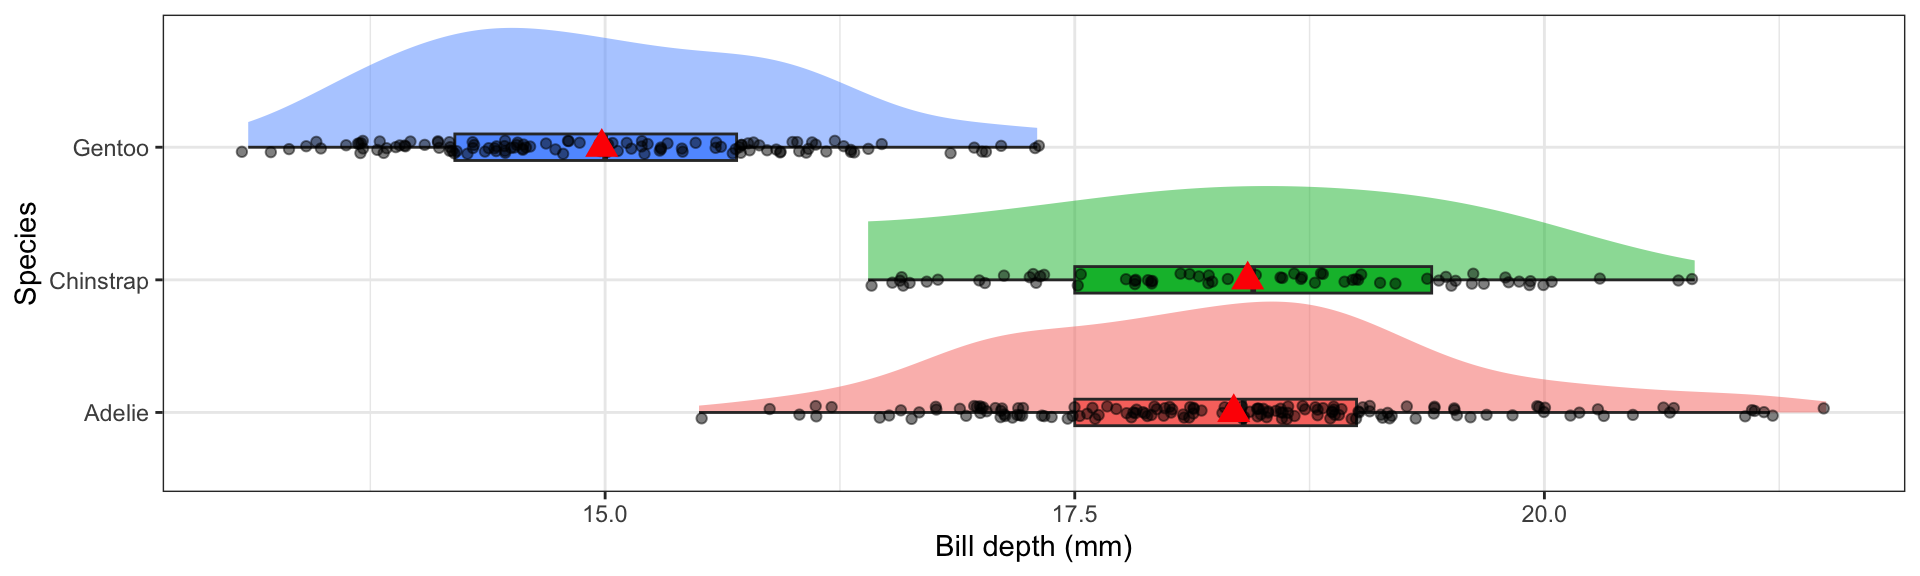 Species
Gentoo
Chinstrap
Adelie
15.0
17.5
20.0
Bill depth (mm)